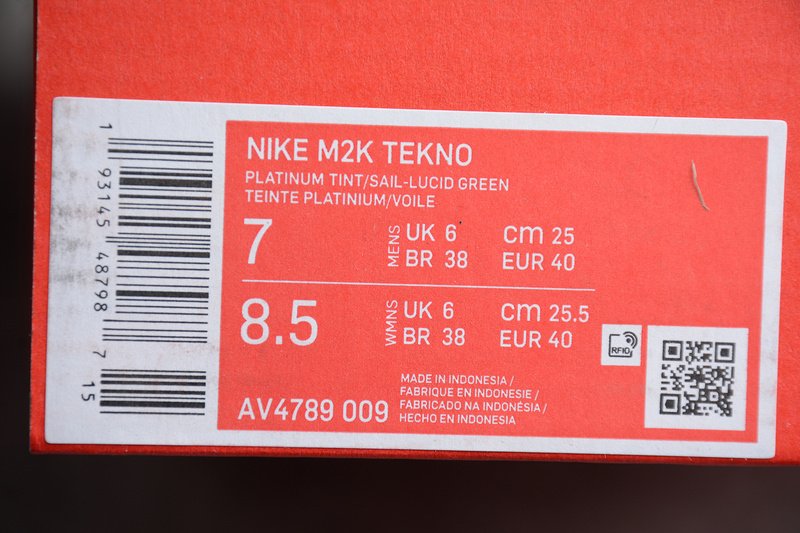 NIKE M2K TEKNO
PLATINUM TINT/SAIL-LUCID GREEN
TEINTE PLATINIUM/VOILE
7
MENS
UK 6 cm 25
BR 38 EUR 40
8.5
WMNS
UK 6 cm 25.5
BR 38 EUR 40
AV4789 009
MADE IN INDONESIA /
FABRIQUE EN INDONESIE /
FABRICADO NA INDONÉSIA /
HECHO EN INDONESIA
RFID
1 93145 48798 7 15